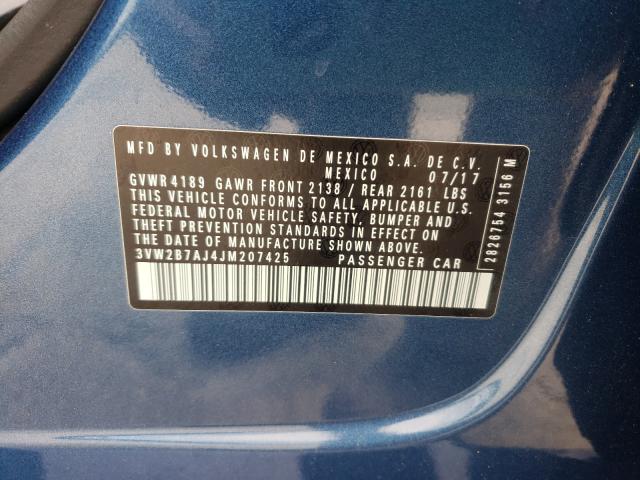 MFD BY VOLKSWAGEN DE MEXICO S.A. DE C.V.
MEXICO 07/17
GVWR 4189 GAWR FRONT 2138 / REAR 2161 LBS
THIS VEHICLE CONFORMS TO ALL APPLICABLE U.S.
FEDERAL MOTOR VEHICLE SAFETY, BUMPER AND
THEFT PREVENTION STANDARDS IN EFFECT ON
THE DATE OF MANUFACTURE SHOWN ABOVE.
3VW2B7AJ4JM207425 PASSENGER CAR
2828754 3156 M